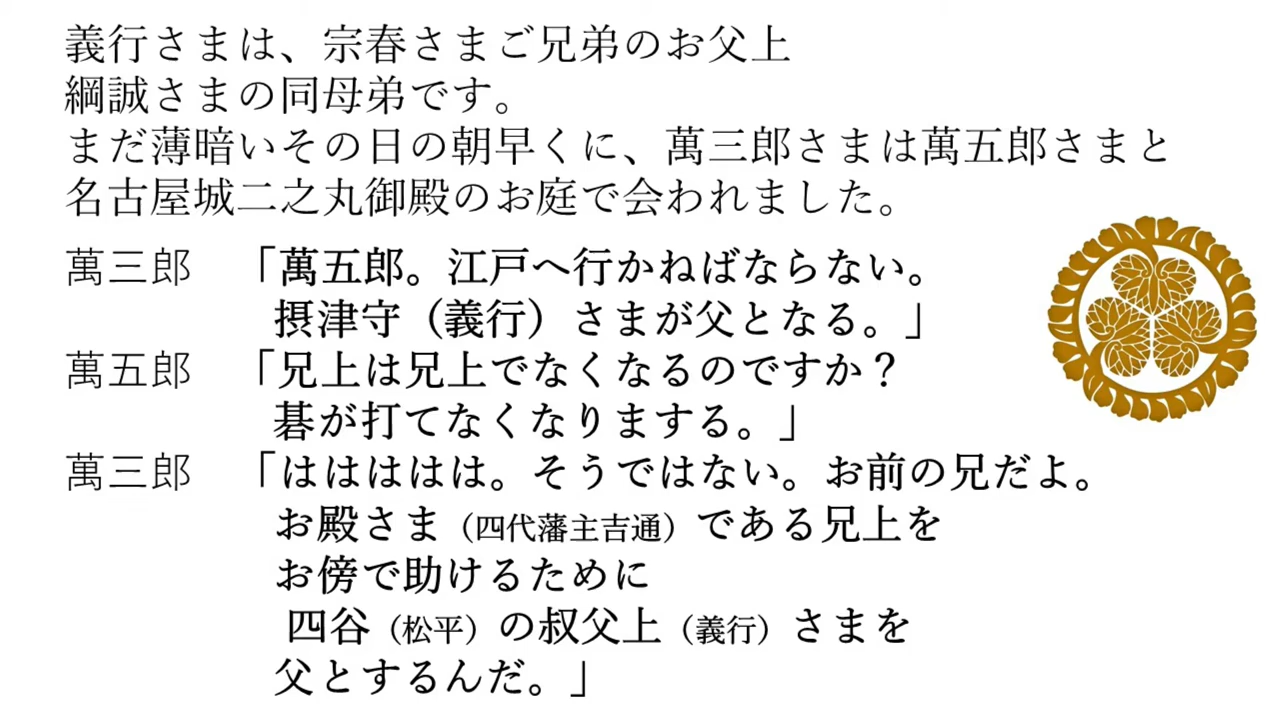 義行さまは、宗春さまご兄弟のお父上
綱誠さまの同母弟です。
まだ薄暗いその日の朝早くに、萬三郎さまは萬五郎さまと
名古屋城二之丸御殿のお庭で会われました。
萬三郎 「萬五郎。江戸へ行かねばならない。
摂津守（義行）さまが父となる。」
萬五郎 「兄上は兄上でなくなるのですか？
碁が打てなくなりまする。」
萬三郎 「ははははは。そうではない。お前の兄だよ。
お殿さま（四代藩主吉通）である兄上を
お傍で助けるために
四谷（松平）の叔父上（義行）さまを
父とするんだ。」